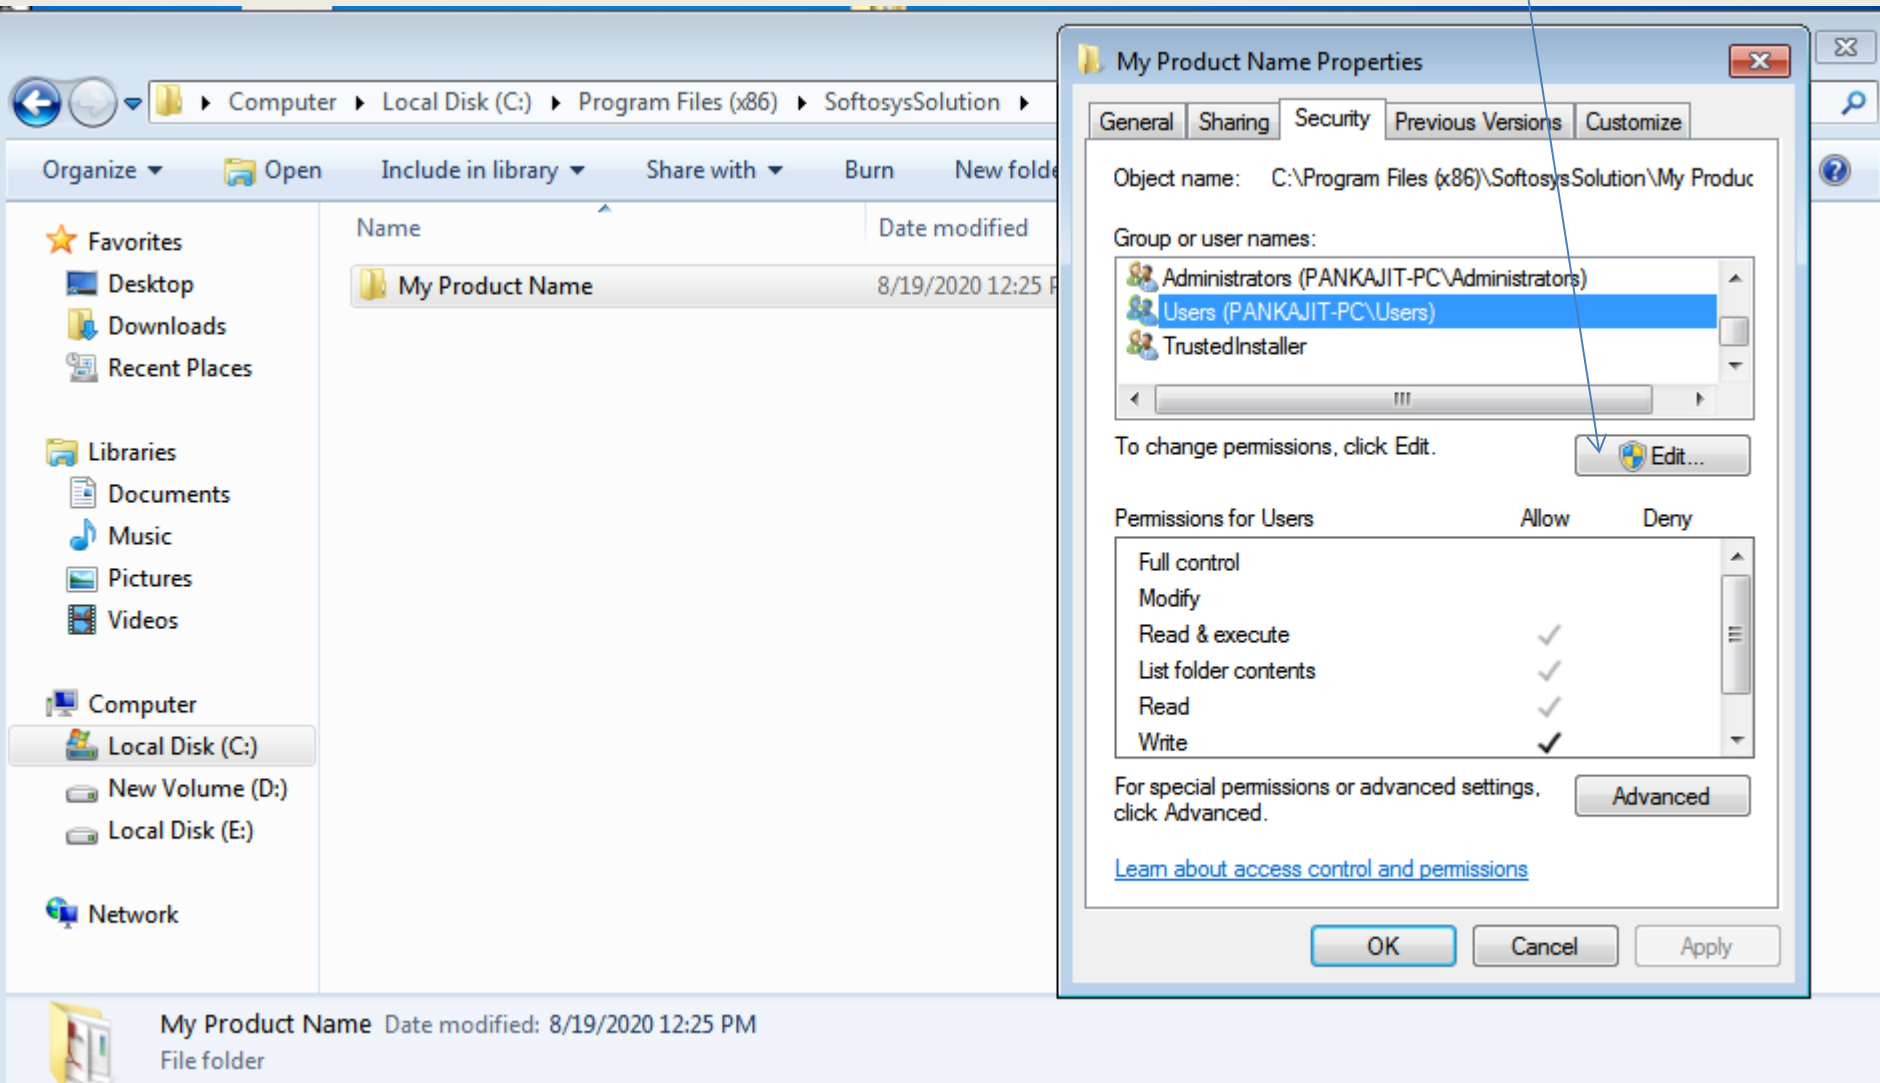 Computer ▸ Local Disk (C:) ▸ Program Files (x86) ▸ SoftosysSolution ▸
Organize Open Include in library Share with Burn New folde
Favorites
Desktop
Downloads
Recent Places
Libraries
Documents
Music
Pictures
Videos
Computer
Local Disk (C:)
New Volume (D:)
Local Disk (E:)
Network
Name Date modified
My Product Name 8/19/2020 12:25 P
My Product Name Properties
General Sharing Security Previous Versions Customize
Object name: C:\Program Files (x86)\SoftosysSolution\My Produc
Group or user names:
Administrators (PANKAJIT-PC\Administrators)
Users (PANKAJIT-PC\Users)
TrustedInstaller
To change permissions, click Edit.
Edit...
Permissions for Users Allow Deny
Full control
Modify
Read & execute
List folder contents
Read
Write
For special permissions or advanced settings,
click Advanced.
Advanced
Learn about access control and permissions
OK Cancel Apply
My Product Name Date modified: 8/19/2020 12:25 PM
File folder